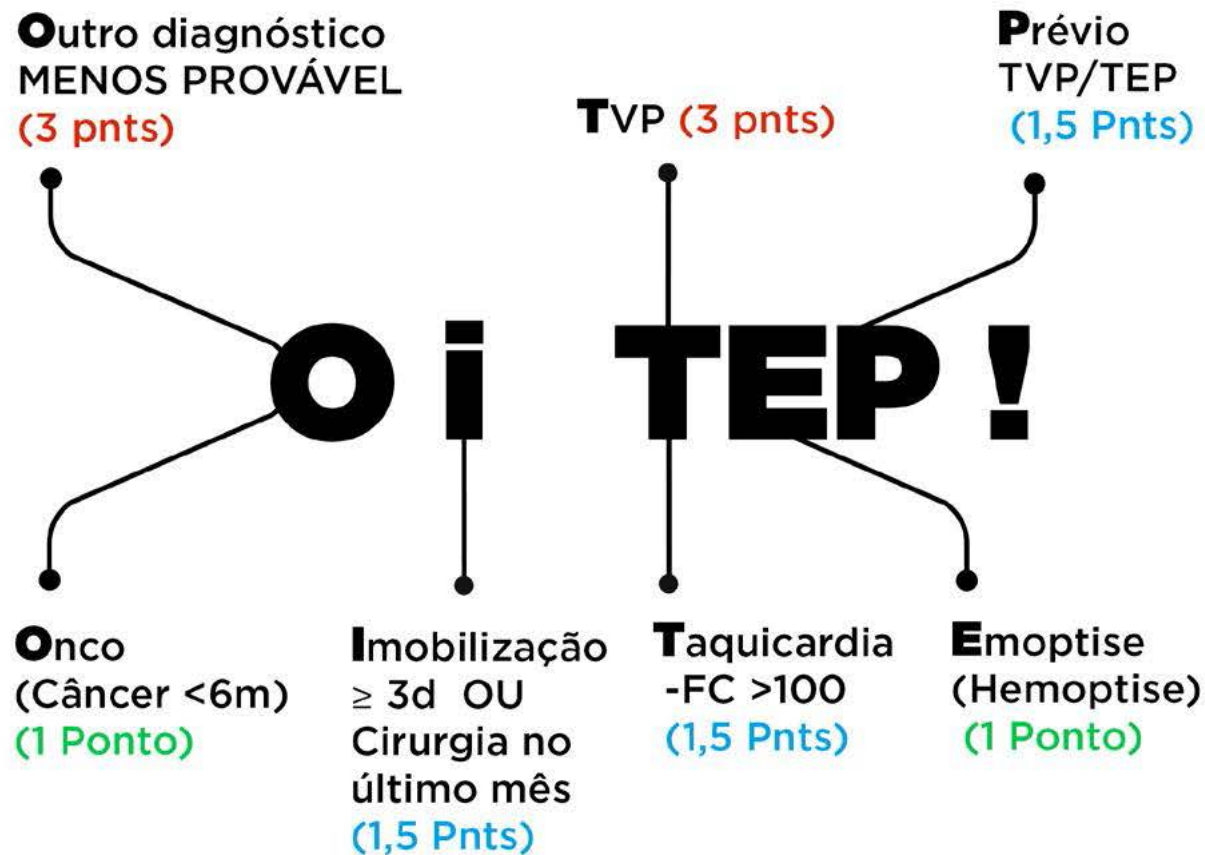 Outro diagnóstico
MENOS PROVÁVEL
(3 pnts)
TVP (3 pnts)
Prévio
TVP/TEP
(1,5 Pnts)
Oi TEP!
Onco
(Câncer <6m)
(1 Ponto)
Imobilização
≥ 3d OU
Cirurgia no
último mês
(1,5 Pnts)
Taquicardia
-FC >100
(1,5 Pnts)
Emoptise
(Hemoptise)
(1 Ponto)